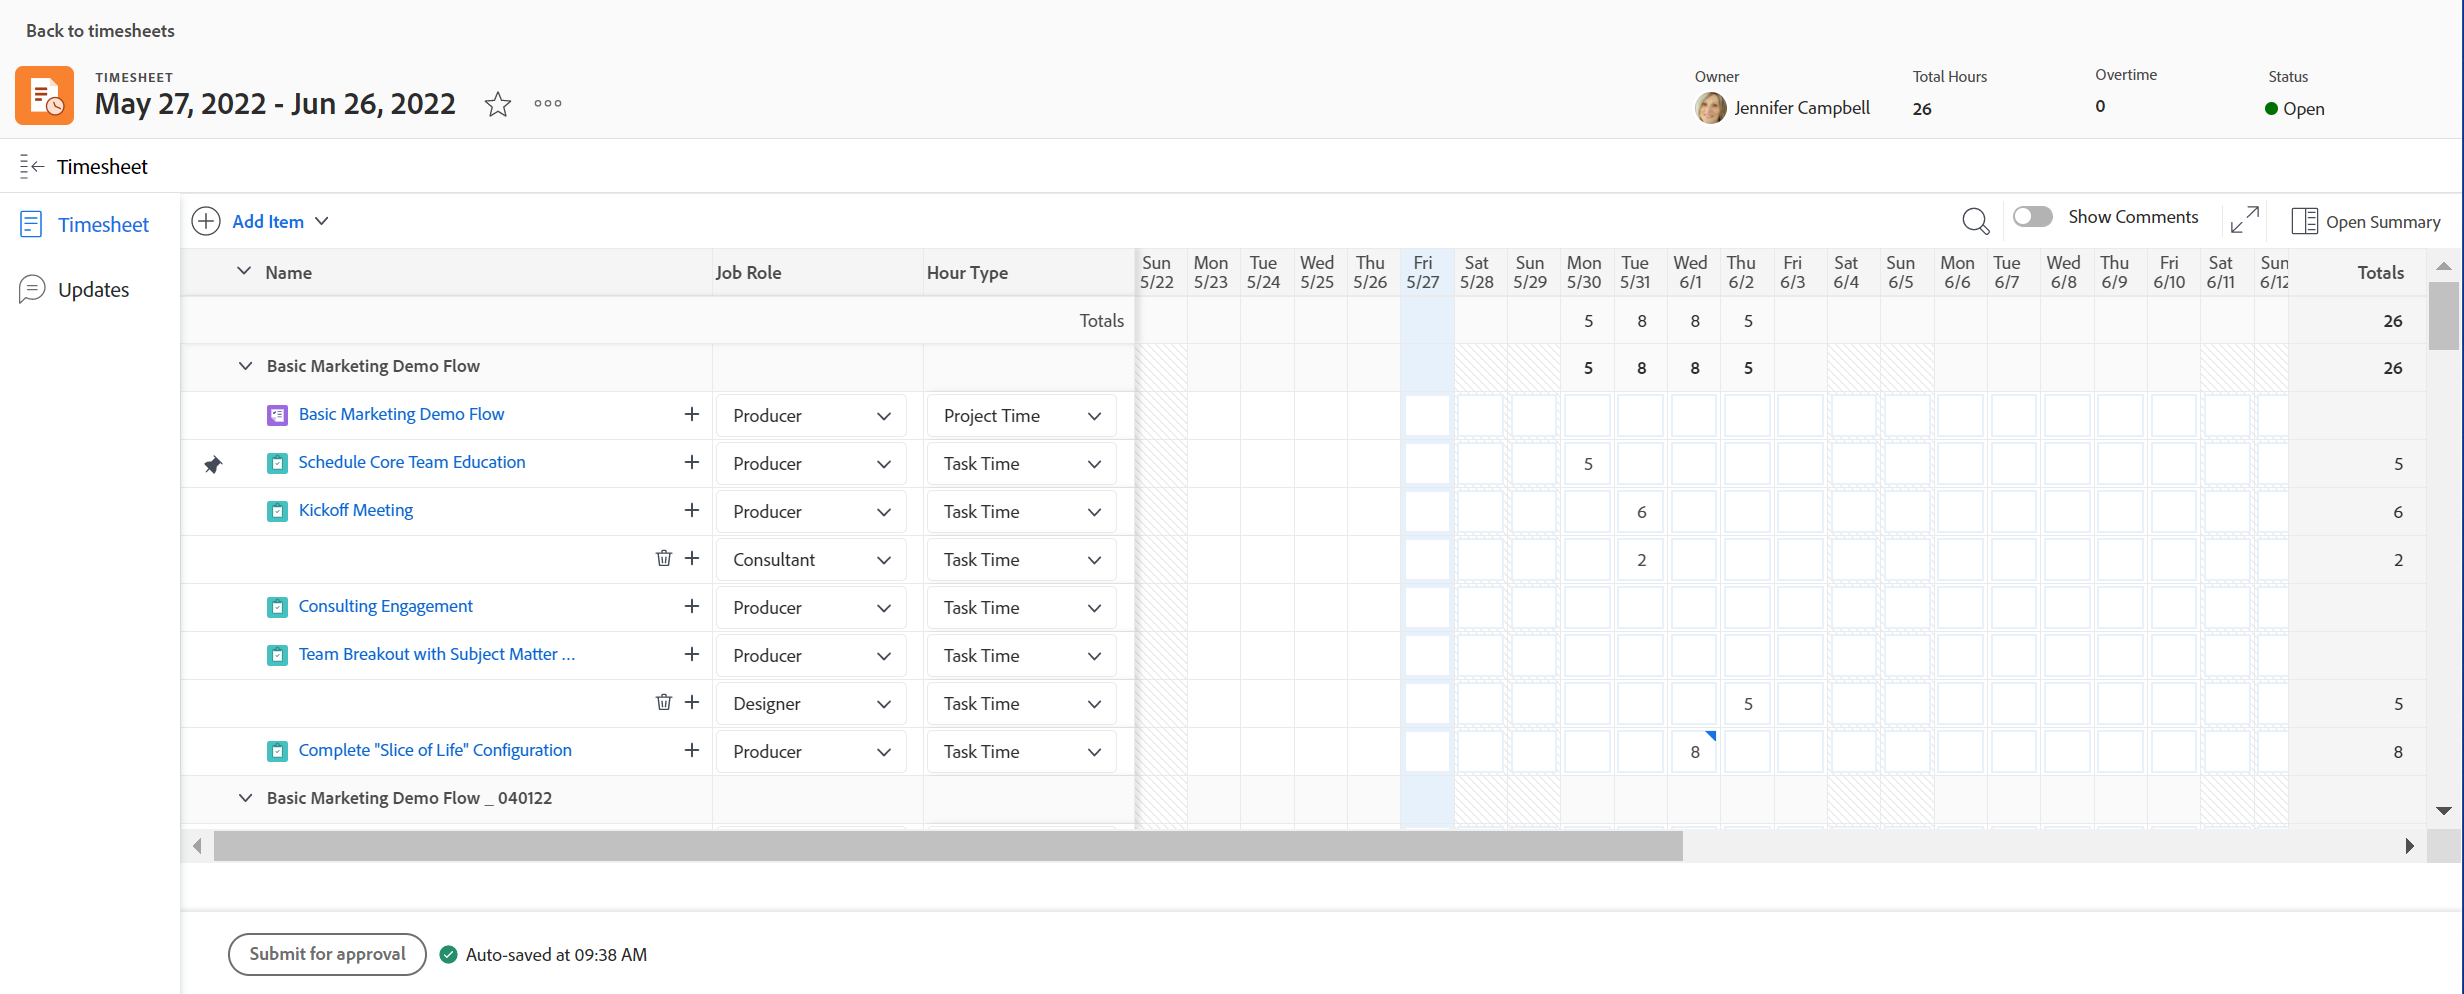 Back to timesheets
TIMESHEET
May 27, 2022 - Jun 26, 2022
Owner
Jennifer Campbell
Total Hours
26
Overtime
0
Status
Open
Timesheet
Timesheet
Updates
Add Item
Show Comments
Open Summary
Name Job Role Hour Type Sun 5/22 Mon 5/23 Tue 5/24 Wed 5/25 Thu 5/26 Fri 5/27 Sat 5/28 Sun 5/29 Mon 5/30 Tue 5/31 Wed 6/1 Thu 6/2 Fri 6/3 Sat 6/4 Sun 6/5 Mon 6/6 Tue 6/7 Wed 6/8 Thu 6/9 Fri 6/10 Sat 6/11 Sun 6/12 Totals
Totals 5 8 8 5 26
Basic Marketing Demo Flow 5 8 8 5 26
Basic Marketing Demo Flow Producer Project Time
Schedule Core Team Education Producer Task Time 5 5
Kickoff Meeting Producer Task Time 6 6
Consultant Task Time 2 2
Consulting Engagement Producer Task Time
Team Breakout with Subject Matter ... Producer Task Time
Designer Task Time 5 5
Complete "Slice of Life" Configuration Producer Task Time 8 8
Basic Marketing Demo Flow _ 040122
Submit for approval Auto-saved at 09:38 AM